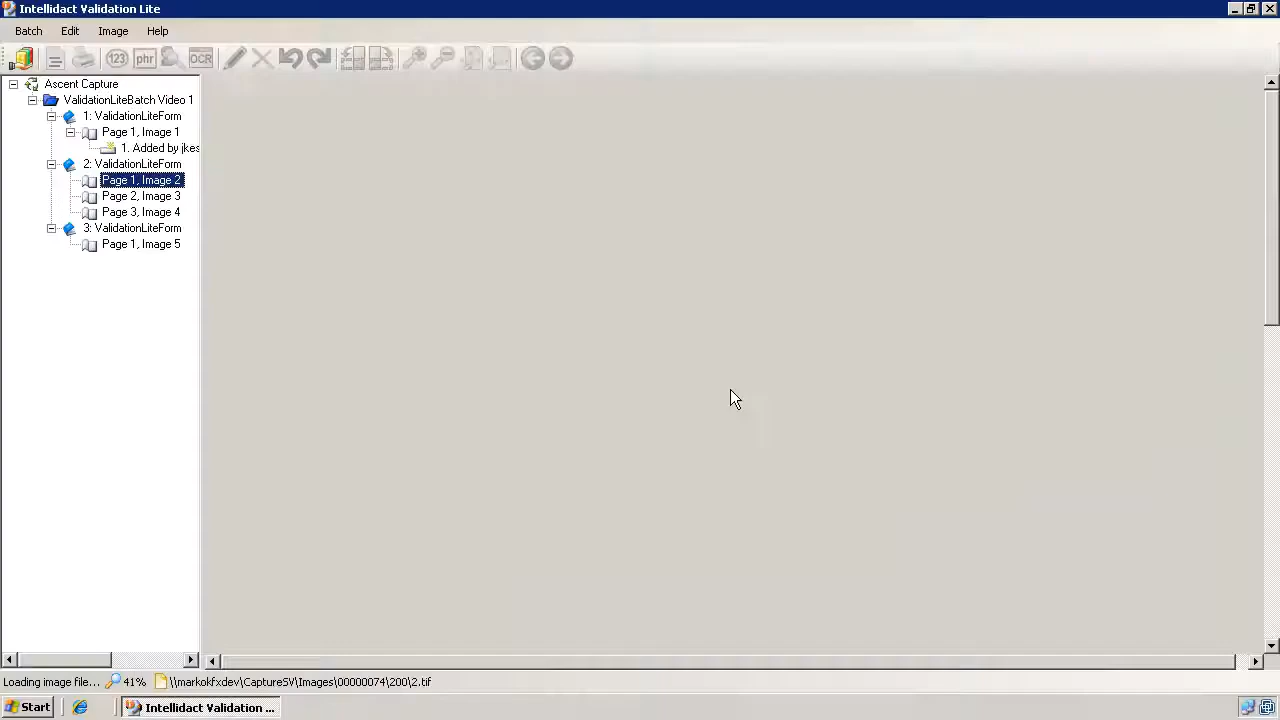 Intellidact Validation Lite
Batch Edit Image Help
123 phr OCR
Ascent Capture
ValidationLiteBatch Video 1
1: ValidationLiteForm
Page 1, Image 1
1. Added by jkes
2: ValidationLiteForm
Page 1, Image 2
Page 2, Image 3
Page 3, Image 4
3: ValidationLiteForm
Page 1, Image 5
Loading image file... 41% \\markokfxdev\CaptureSV\Images\00000074\200\2.tif
Start Intellidact Validation ...